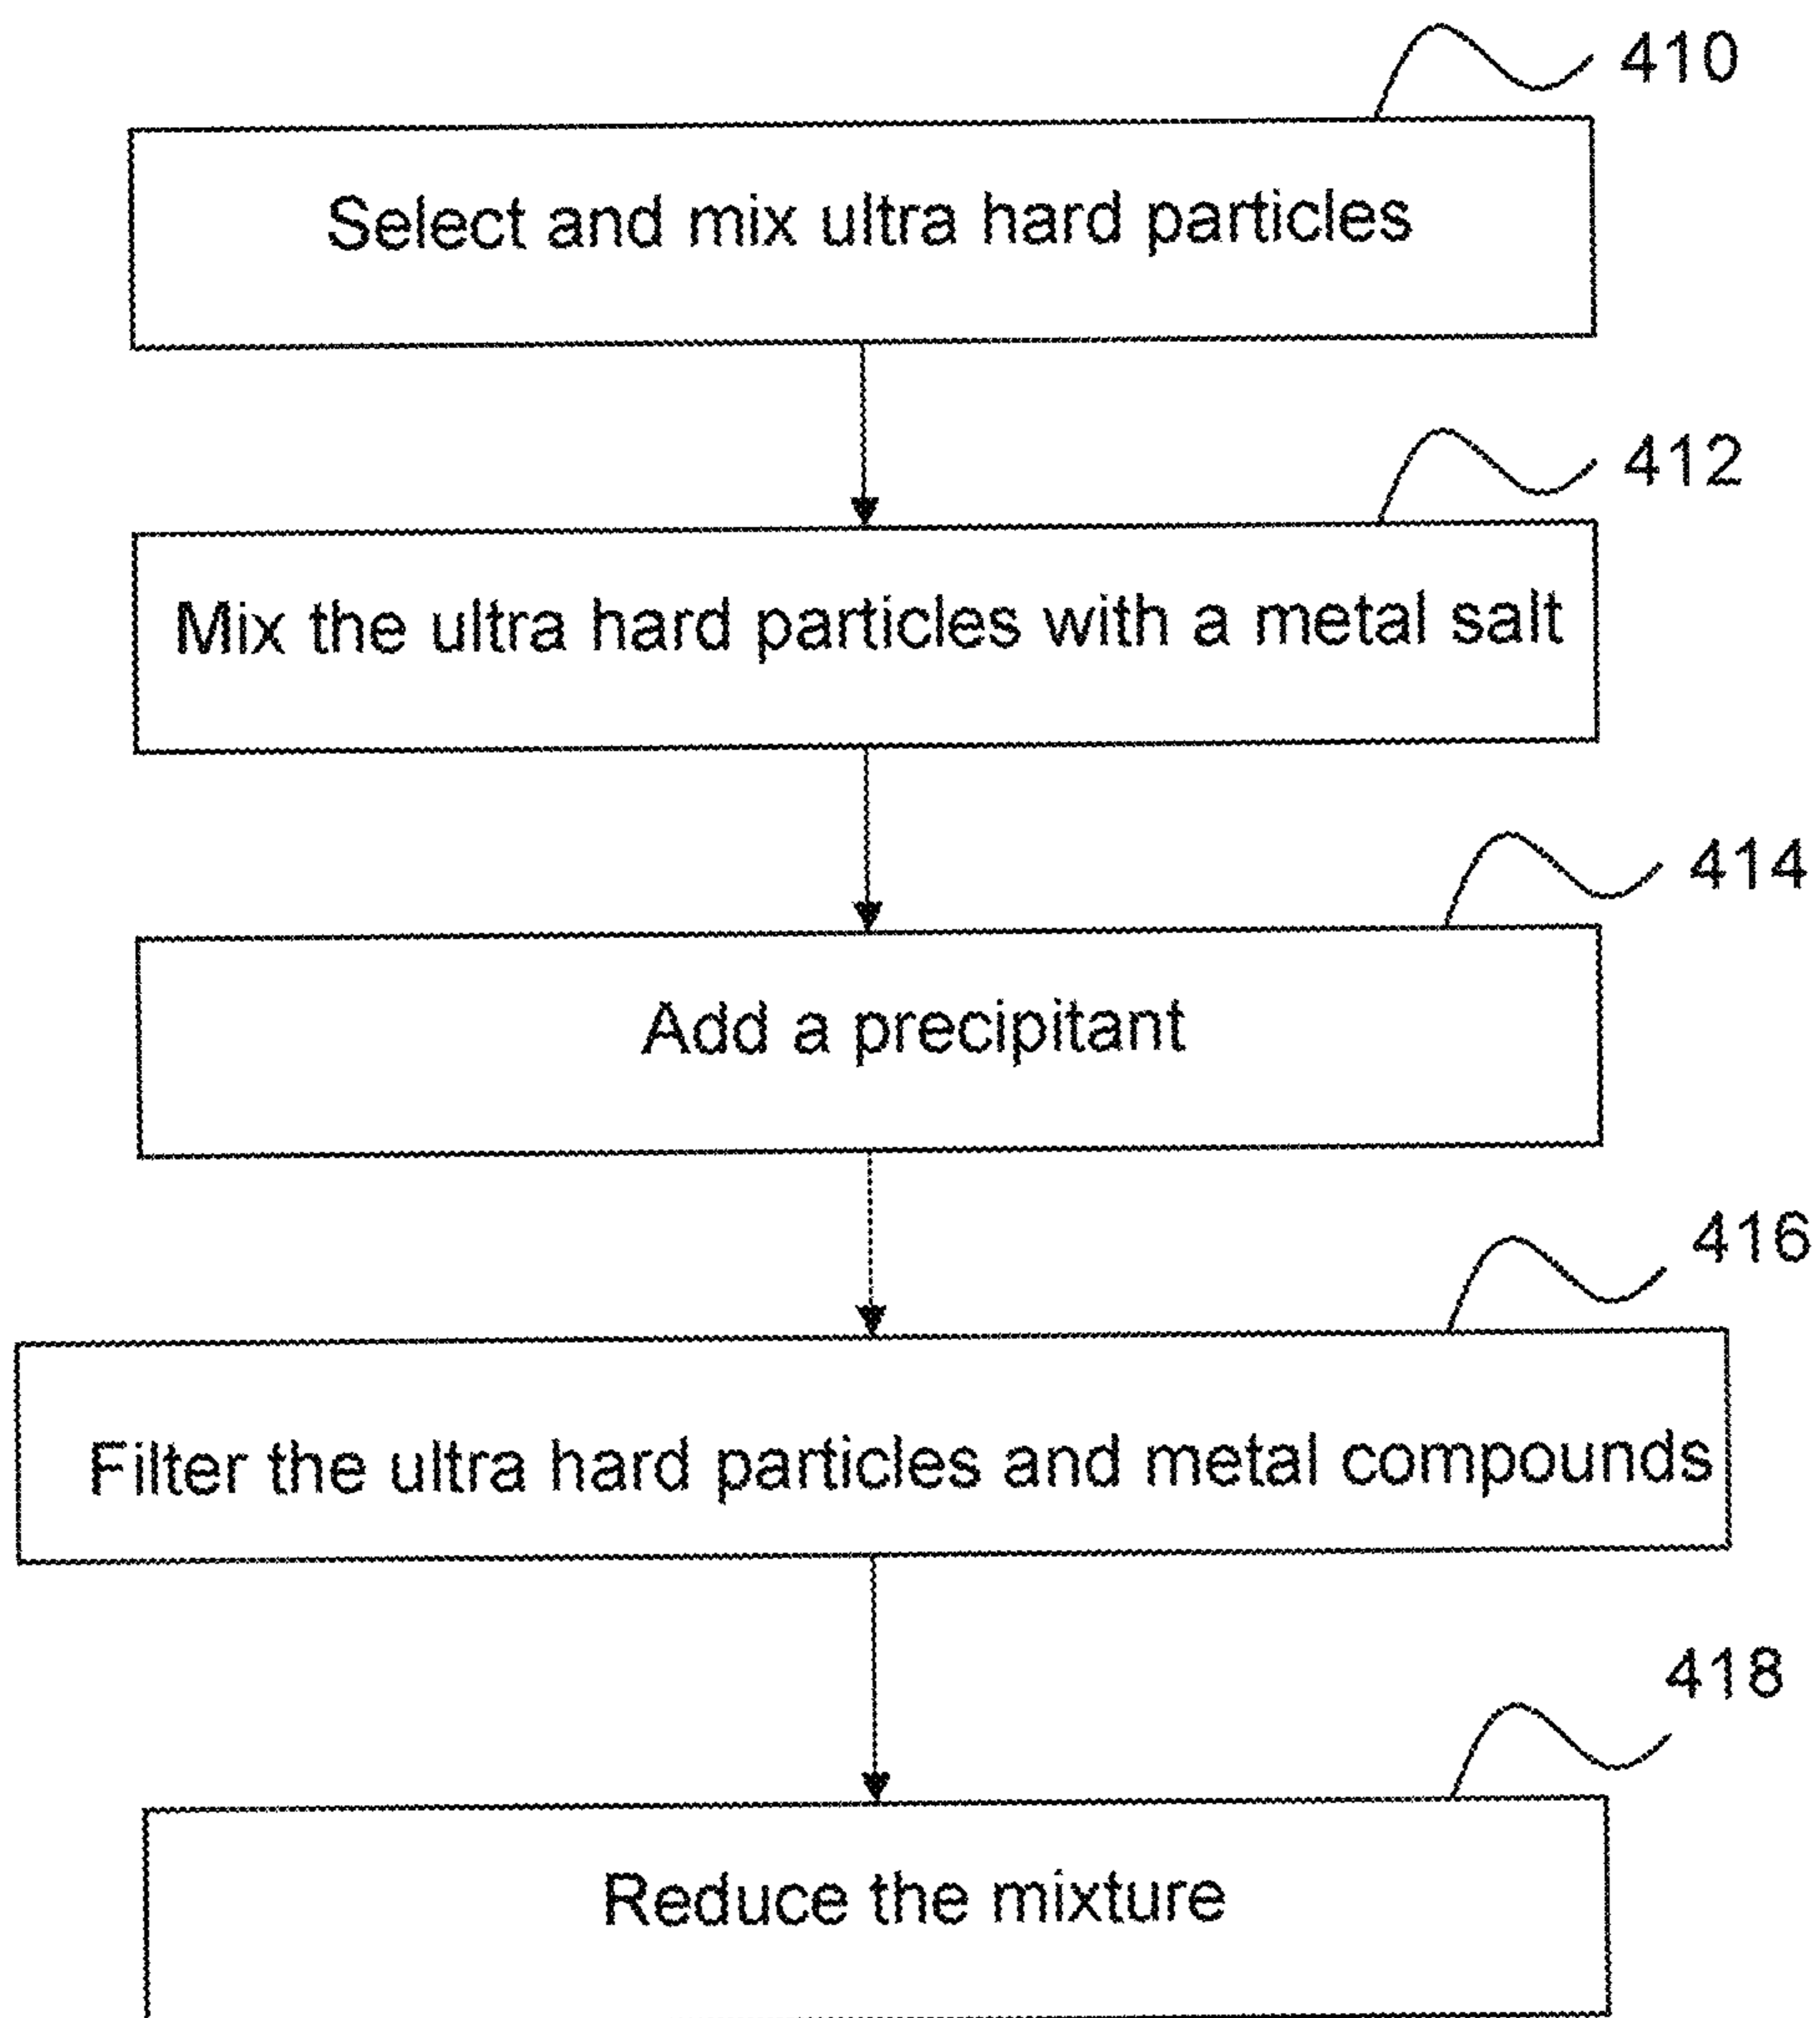 410
Select and mix ultra hard particles
412
Mix the ultra hard particles with a metal salt
414
Add a precipitant
416
Filter the ultra hard particles and metal compounds
418
Reduce the mixture